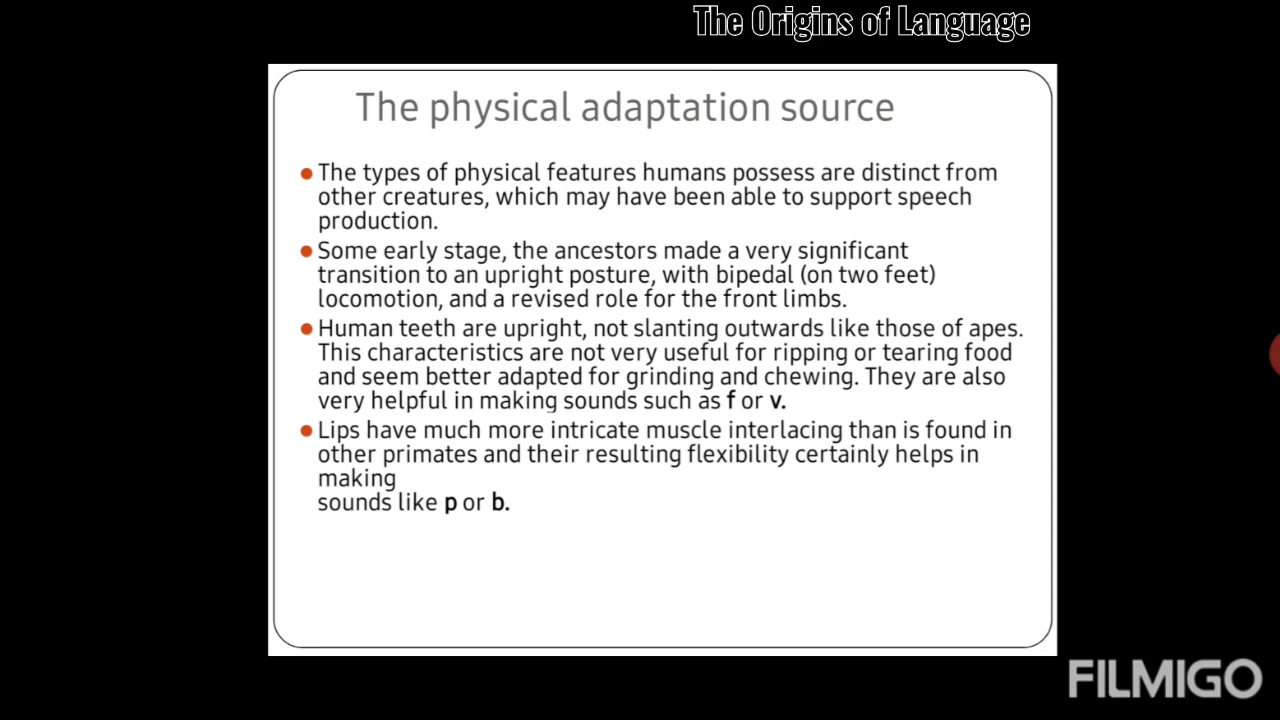 The Origins of Language
The physical adaptation source
The types of physical features humans possess are distinct from
other creatures, which may have been able to support speech
production.
Some early stage, the ancestors made a very significant
transition to an upright posture, with bipedal (on two feet)
locomotion, and a revised role for the front limbs.
Human teeth are upright, not slanting outwards like those of apes.
This characteristics are not very useful for ripping or tearing food
and seem better adapted for grinding and chewing. They are also
very helpful in making sounds such as f or v.
Lips have much more intricate muscle interlacing than is found in
other primates and their resulting flexibility certainly helps in
making
sounds like p or b.
FILMIGO